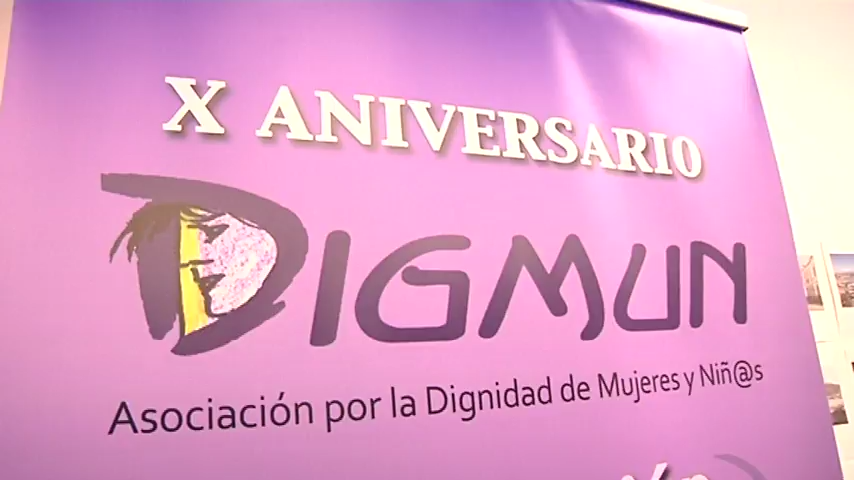 X ANIVERSARIO
DIGMUN
Asociación por la Dignidad de Mujeres y Niñ@s